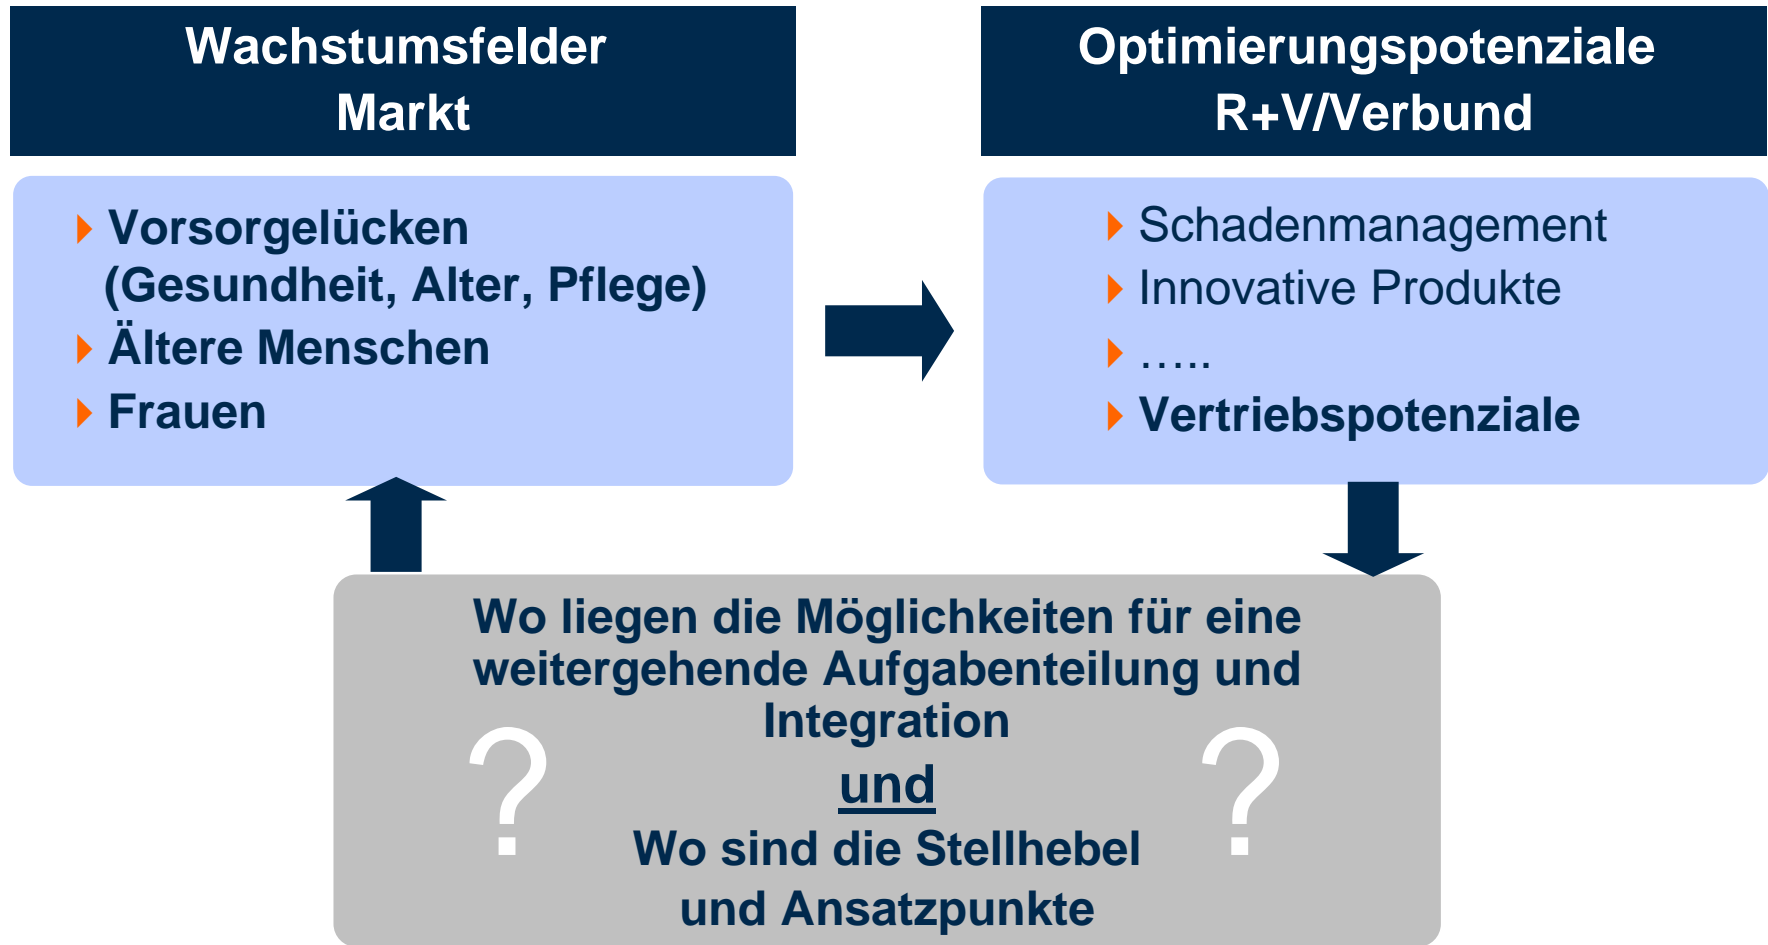 Wachstumsfelder
Markt
Vorsorgelücken
(Gesundheit, Alter, Pflege)
Ältere Menschen
Frauen
Optimierungspotenziale
R+V/Verbund
Schadenmanagement
Innovative Produkte
…..
Vertriebspotenziale
Wo liegen die Möglichkeiten für eine
weitergehende Aufgabenteilung und
Integration
? ?
und
Wo sind die Stellhebel
und Ansatzpunkte